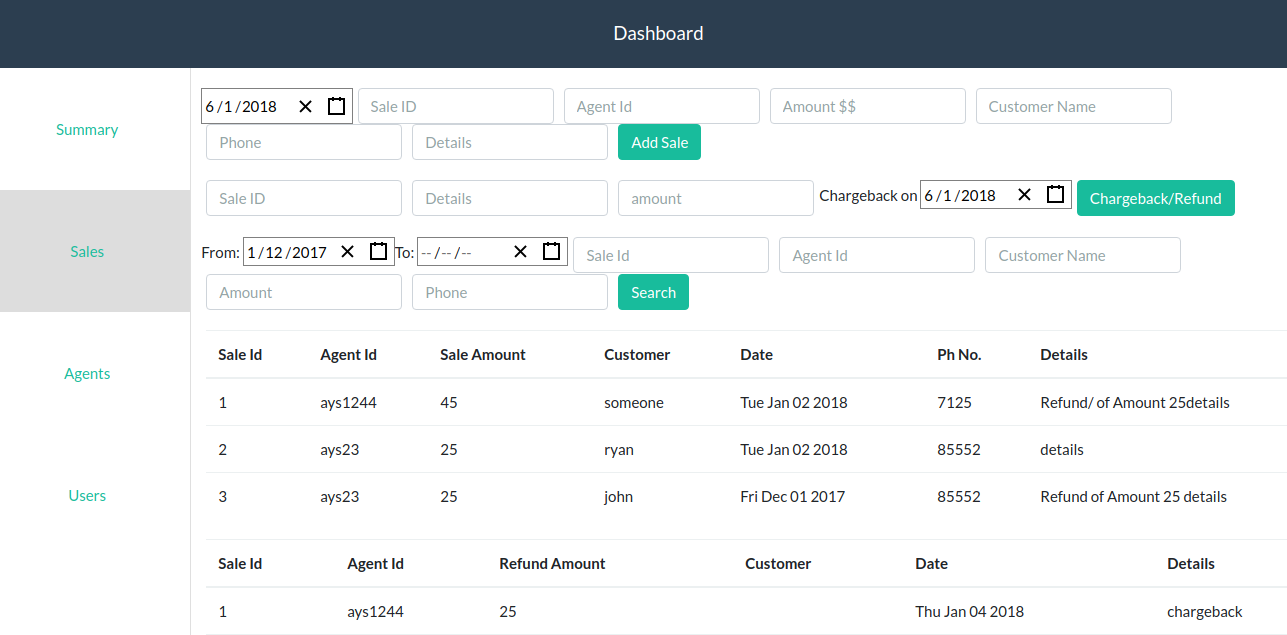 Dashboard
6/1/2018 Sale ID Agent Id Amount $$ Customer Name
Summary
Phone Details Add Sale
Sale ID Details amount Chargeback on 6/1/2018 Chargeback/Refund
Sales
From: 1/12/2017 To: --/--/-- Sale Id Agent Id Customer Name
Amount Phone Search
Sale Id Agent Id Sale Amount Customer Date Ph No. Details
Agents
1 ays1244 45 someone Tue Jan 02 2018 7125 Refund/ of Amount 25details
2 ays23 25 ryan Tue Jan 02 2018 85552 details
Users
3 ays23 25 john Fri Dec 01 2017 85552 Refund of Amount 25 details
Sale Id Agent Id Refund Amount Customer Date Details
1 ays1244 25 Thu Jan 04 2018 chargeback